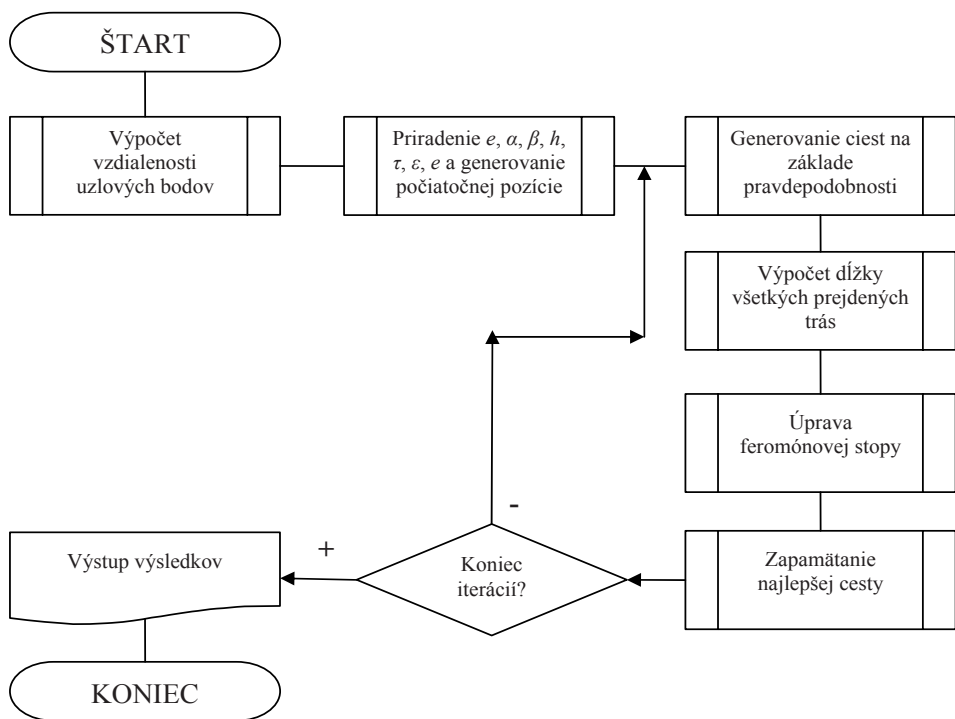 ŠTART
Výpočet
vzdialenosti
uzlových bodov
Priradenie e, α, β, h,
τ, ε, e a generovanie
počiatočnej pozície
Generovanie ciest na
základe
pravdepodobnosti
Výpočet dĺžky
všetkých prejdených
trás
Úprava
feromónovej stopy
Zapamätanie
najlepšej cesty
Koniec
iterácií?
-
+
Výstup výsledkov
KONIEC